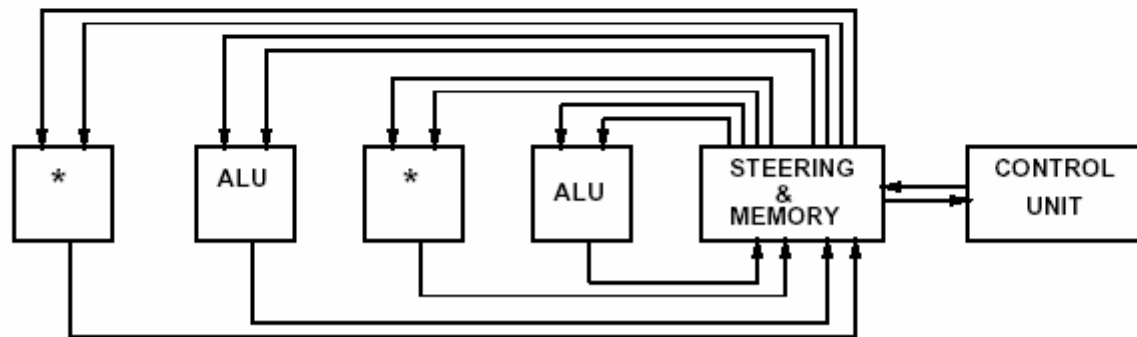 *
ALU
*
ALU
STEERING
&
MEMORY
CONTROL
UNIT